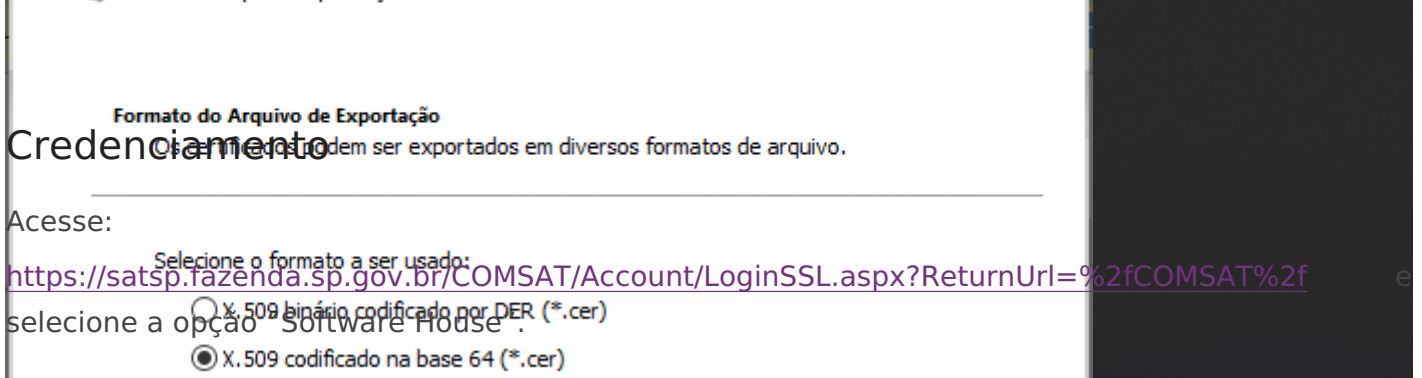 Formato do Arquivo de Exportação
Credenciamento
Os certificados podem ser exportados em diversos formatos de arquivo.
Acesse:
Selecione o formato a ser usado:
https://satsp.fazenda.sp.gov.br/COMSAT/Account/LoginSSL.aspx?ReturnUrl=%2fCOMSAT%2f e
X.509 binário codificado por DER (*.cer)
selecione a opção "Software House".
X.509 codificado na base 64 (*.cer)